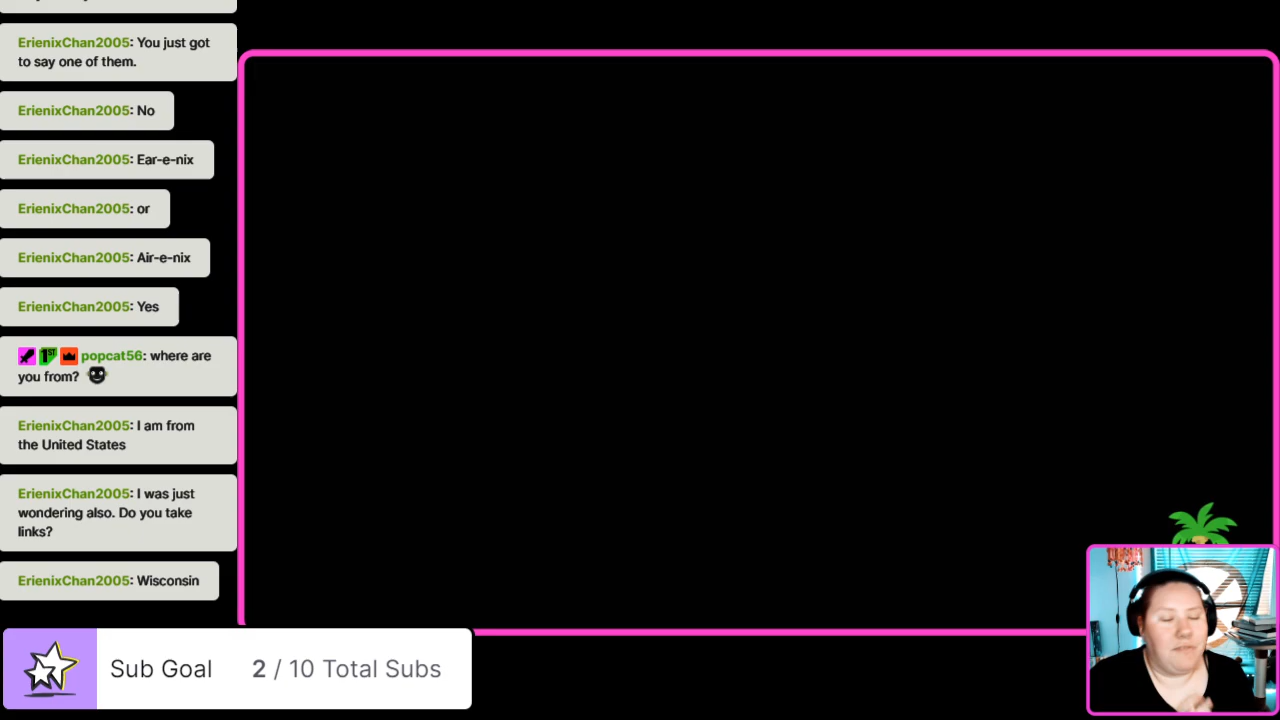 ErienixChan2005: You just got
to say one of them.
ErienixChan2005: No
ErienixChan2005: Ear-e-nix
ErienixChan2005: or
ErienixChan2005: Air-e-nix
ErienixChan2005: Yes
1ST popcat56: where are
you from?
ErienixChan2005: I am from
the United States
ErienixChan2005: I was just
wondering also. Do you take
links?
ErienixChan2005: Wisconsin
Sub Goal 2 / 10 Total Subs